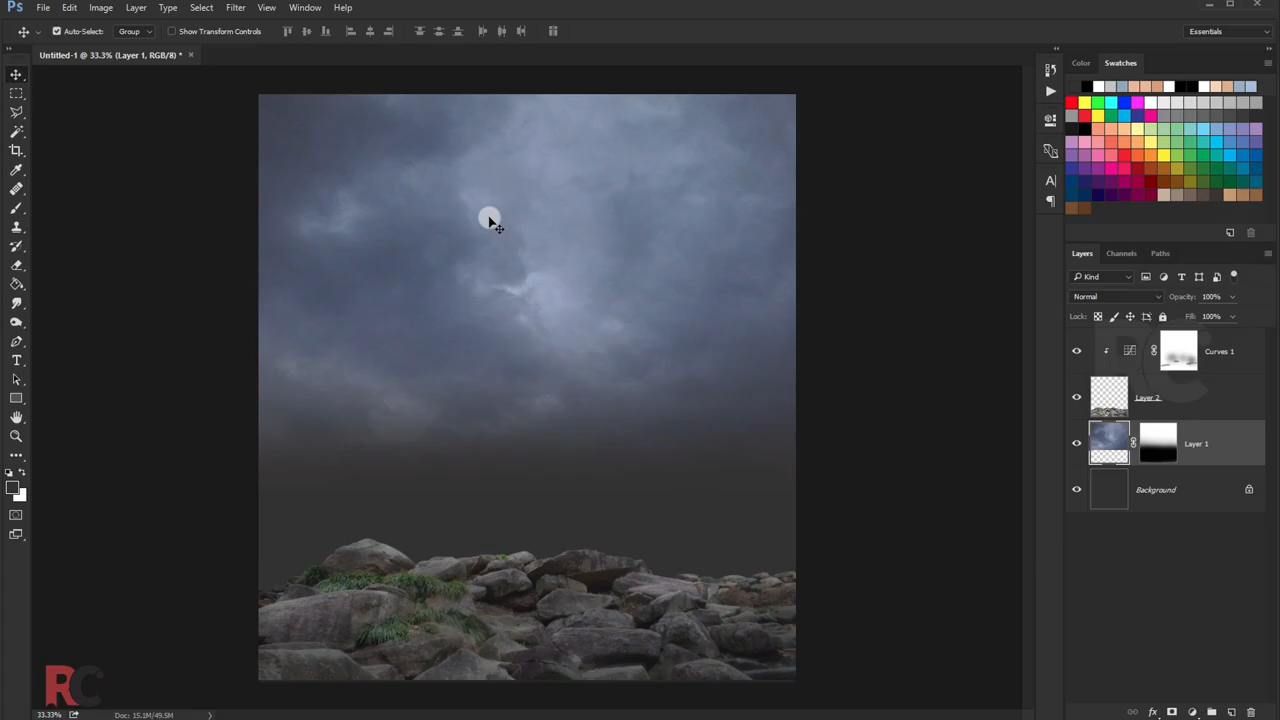 Ps File Edit Image Layer Type Select Filter View Window Help
Auto-Select: Group Show Transform Controls Essentials
Untitled-1 @ 33.3% (Layer 1, RGB/8) * ×
Color Swatches
Layers Channels Paths
Kind
Normal Opacity: 100%
Lock: Fill: 100%
Curves 1
Layer 2
Layer 1
Background
RC
33.33% Doc: 15.1M/49.5M